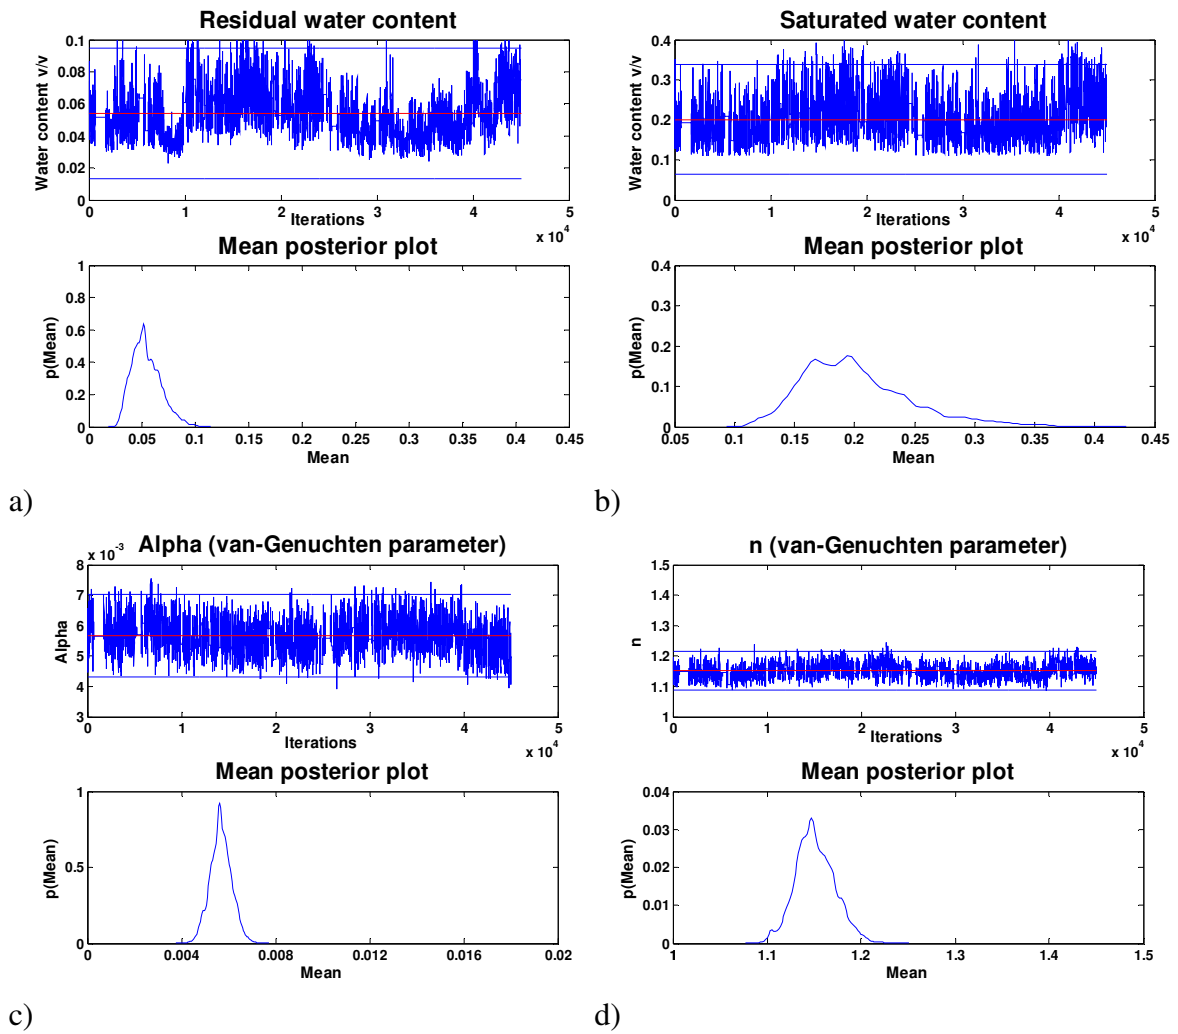 Residual water content
0.1
0.08
0.06
0.04
0.02
0
Water content v/v
0 1 2 3 4 5
Iterations
x 10^4
Mean posterior plot
1
0.8
0.6
0.4
0.2
0
p(Mean)
0 0.05 0.1 0.15 0.2 0.25 0.3 0.35 0.4 0.45
Mean
a)
Saturated water content
0.4
0.3
0.2
0.1
0
Water content v/v
0 1 2 3 4 5
Iterations
x 10^4
Mean posterior plot
0.4
0.3
0.2
0.1
0
p(Mean)
0.05 0.1 0.15 0.2 0.25 0.3 0.35 0.4 0.45
Mean
b)
x 10^-3
Alpha (van-Genuchten parameter)
8
7
6
5
4
3
Alpha
0 1 2 3 4 5
Iterations
x 10^4
Mean posterior plot
1
0.5
0
p(Mean)
0 0.004 0.008 0.012 0.016 0.02
Mean
c)
n (van-Genuchten parameter)
1.5
1.4
1.3
1.2
1.1
1
n
0 1 2 3 4 5
Iterations
x 10^4
Mean posterior plot
0.04
0.03
0.02
0.01
0
p(Mean)
1 1.1 1.2 1.3 1.4 1.5
Mean
d)